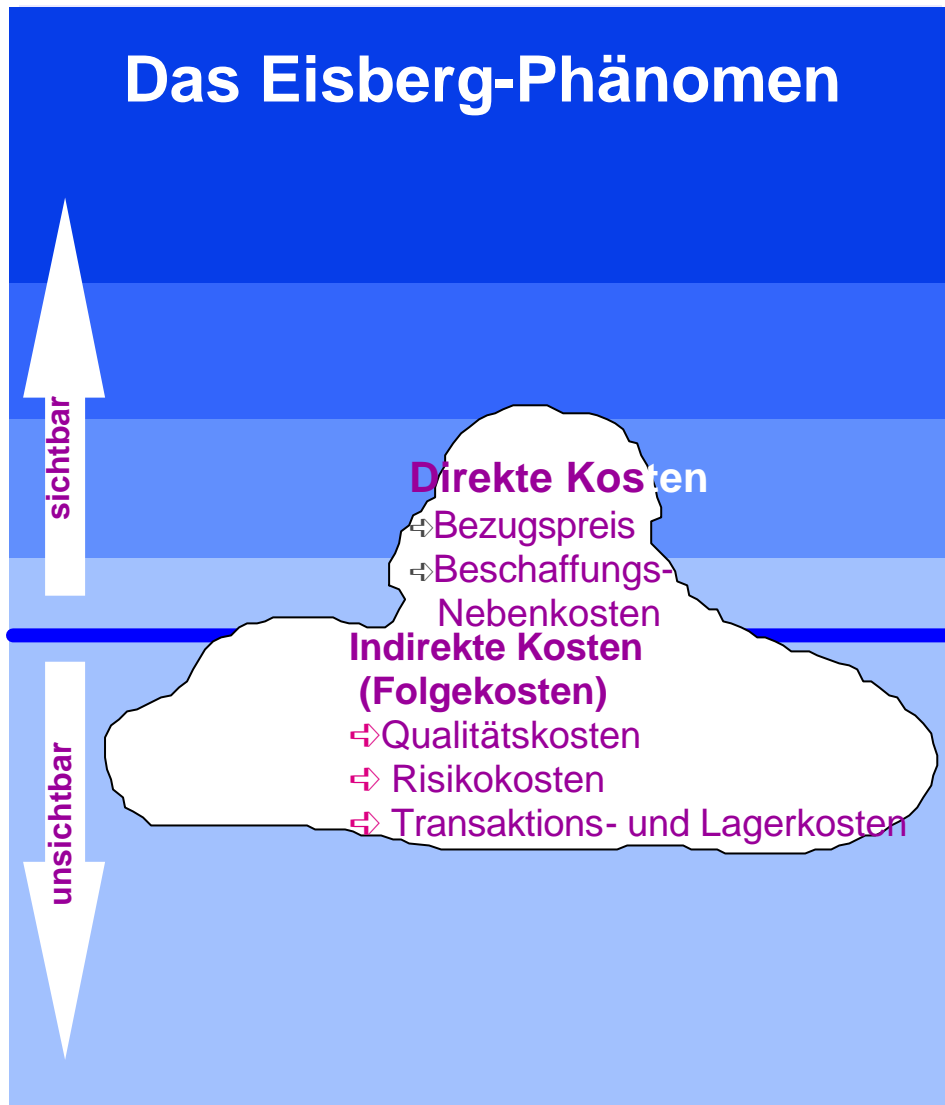 Das Eisberg-Phänomen
sichtbar
Direkte Kosten
➪Bezugspreis
➪Beschaffungs-
Nebenkosten
Indirekte Kosten
(Folgekosten)
➪Qualitätskosten
➪ Risikokosten
➪ Transaktions- und Lagerkosten
unsichtbar